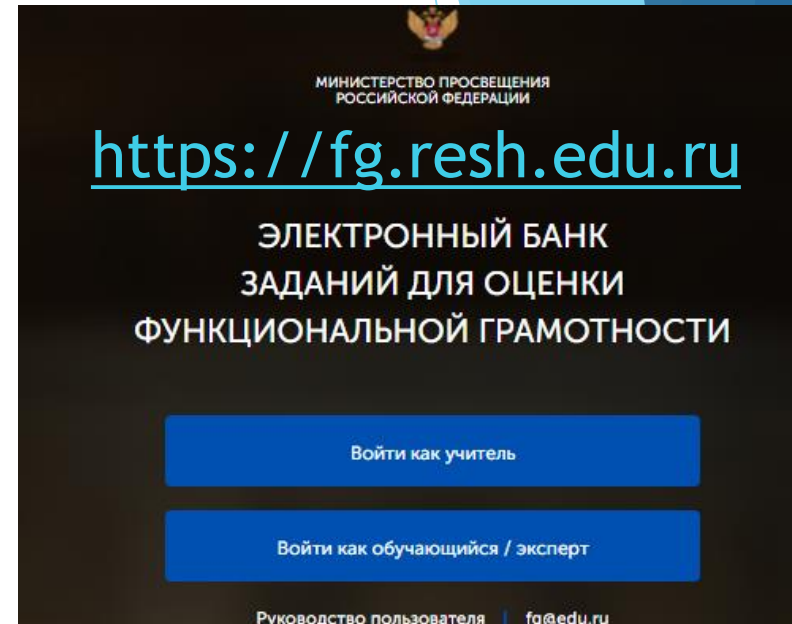 МИНИСТЕРСТВО ПРОСВЕЩЕНИЯ
РОССИЙСКОЙ ФЕДЕРАЦИИ
https://fg.resh.edu.ru
ЭЛЕКТРОННЫЙ БАНК
ЗАДАНИЙ ДЛЯ ОЦЕНКИ
ФУНКЦИОНАЛЬНОЙ ГРАМОТНОСТИ
Войти как учитель
Войти как обучающийся / эксперт
Руководство пользователя | fg@edu.ru